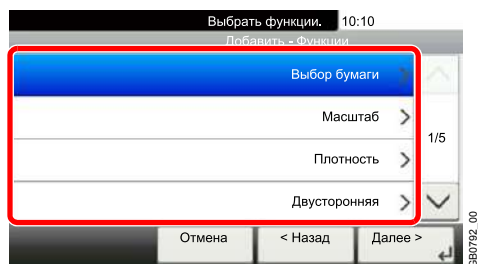 Выбрать функции. 10:10
Добавить - Функции
Выбор бумаги
Масштаб
1/5
Плотность
Двусторонняя
Отмена < Назад Далее >
GB0792_00